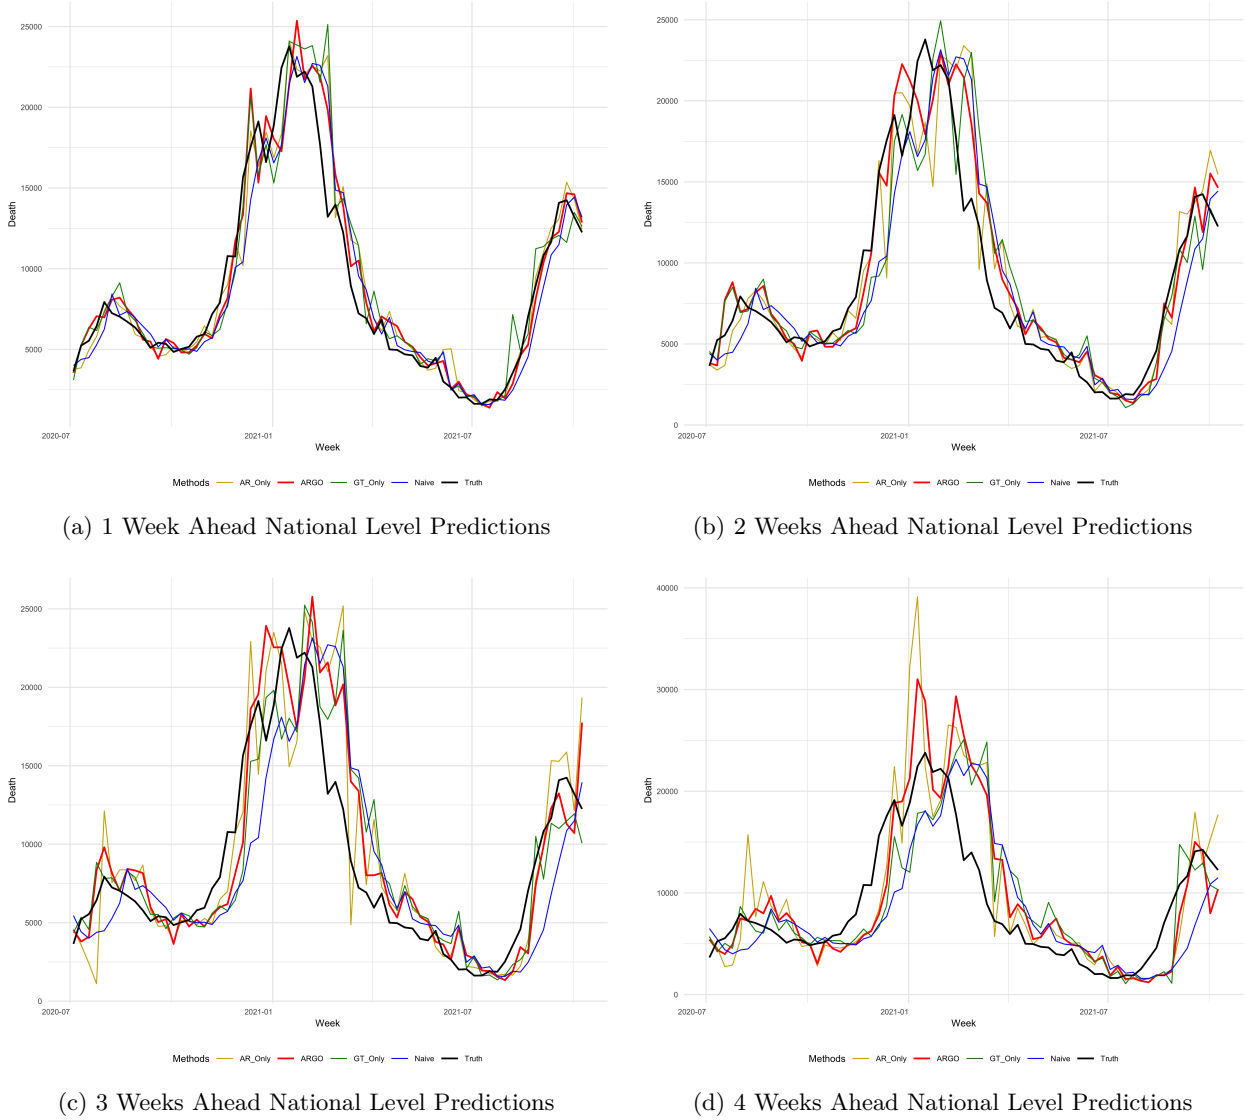 25000
20000
15000
10000
5000
Death
2020-07
2021-01
2021-07
Week
Methods AR_Only ARGO GT_Only Naive Truth
(a) 1 Week Ahead National Level Predictions
25000
20000
15000
10000
5000
0
Death
2020-07
2021-01
2021-07
Week
Methods AR_Only ARGO GT_Only Naive Truth
(b) 2 Weeks Ahead National Level Predictions
25000
20000
15000
10000
5000
0
Death
2020-07
2021-01
2021-07
Week
Methods AR_Only ARGO GT_Only Naive Truth
(c) 3 Weeks Ahead National Level Predictions
40000
30000
20000
10000
0
Death
2020-07
2021-01
2021-07
Week
Methods AR_Only ARGO GT_Only Naive Truth
(d) 4 Weeks Ahead National Level Predictions